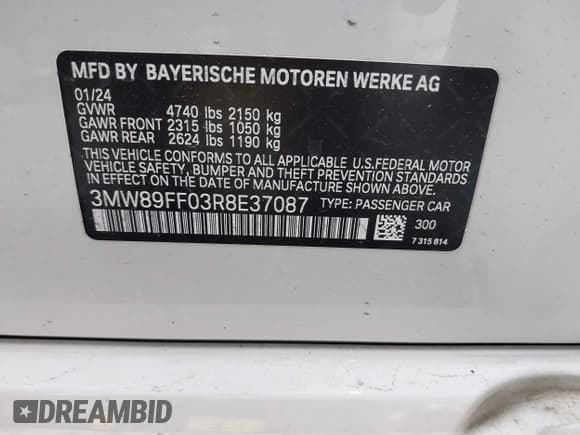 MFD BY BAYERISCHE MOTOREN WERKE AG
01/24
GVWR 4740 lbs 2150 kg
GAWR FRONT 2315 lbs 1050 kg
GAWR REAR 2624 lbs 1190 kg
THIS VEHICLE CONFORMS TO ALL APPLICABLE U.S.FEDERAL MOTOR
VEHICLE SAFETY, BUMPER AND THEFT PREVENTION STANDARDS
IN EFFECT ON THE DATE OF MANUFACTURE SHOWN ABOVE.
3MW89FF03R8E37087 TYPE: PASSENGER CAR
300
7 315 814
DREAMBID